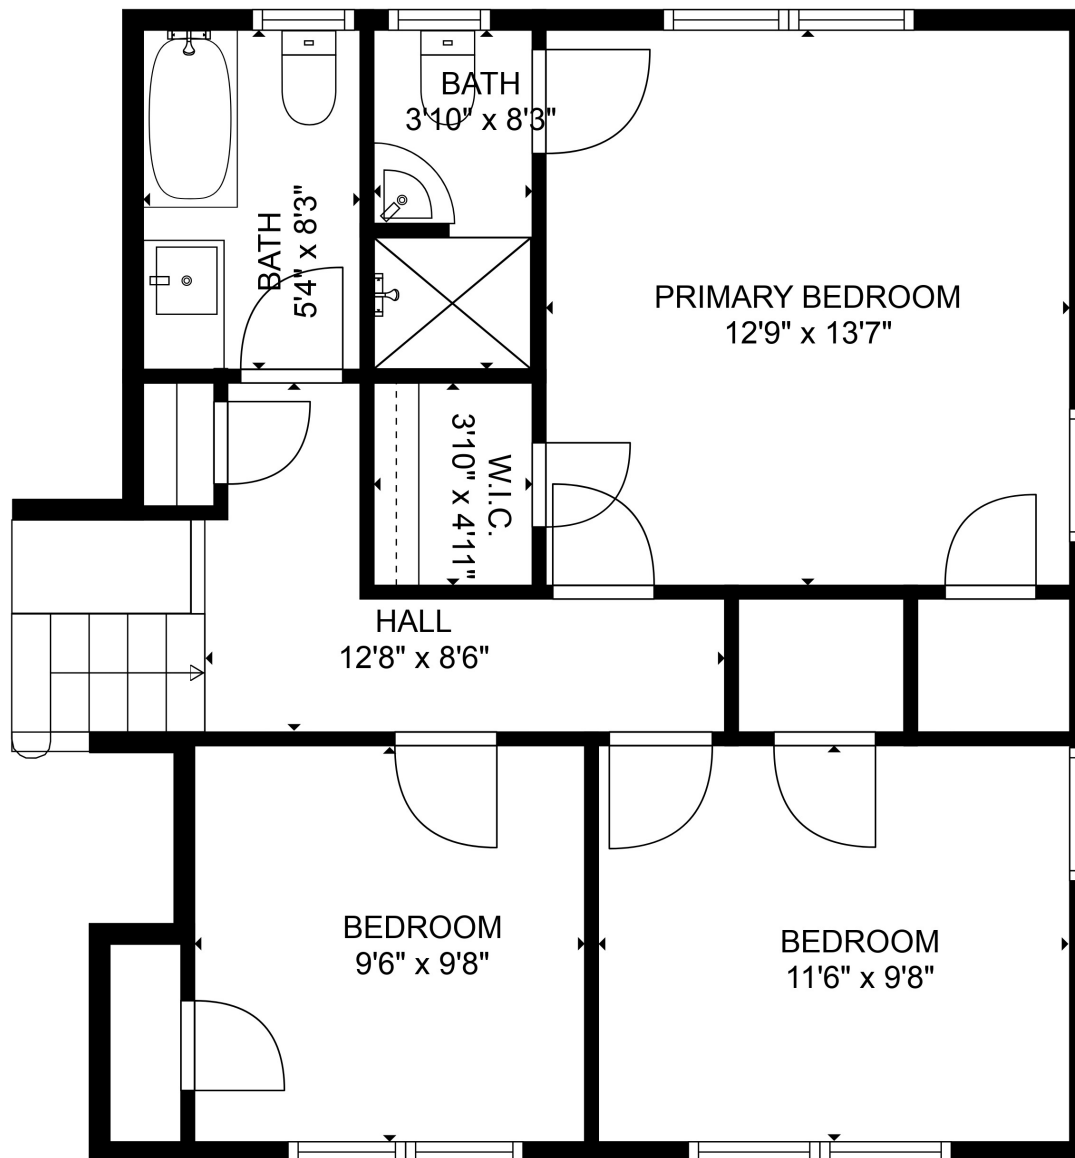 BATH
3'10" x 8'3"
BATH
5'4" x 8'3"
PRIMARY BEDROOM
12'9" x 13'7"
W.I.C.
3'10" x 4'11"
HALL
12'8" x 8'6"
BEDROOM
9'6" x 9'8"
BEDROOM
11'6" x 9'8"